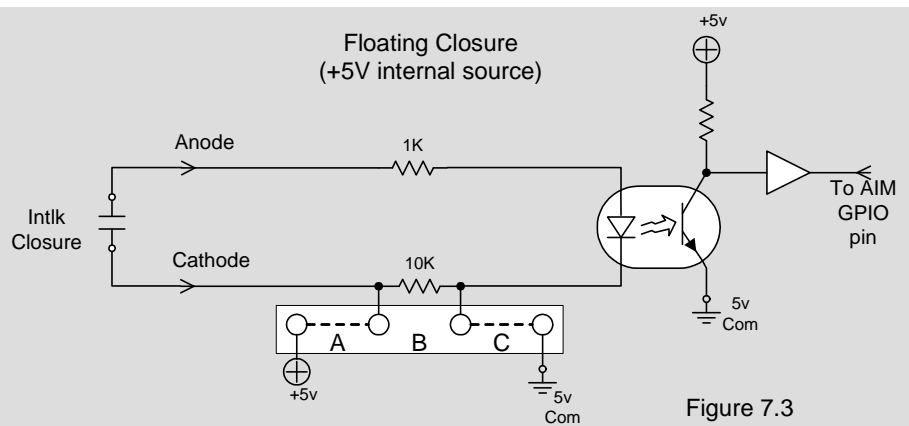 +5v
Floating Closure
(+5V internal source)
Anode
1K
Intlk
Closure
To AIM
GPIO
pin
Cathode
10K
A
B
C
+5v
5v
Com
5v
Com
Figure 7.3